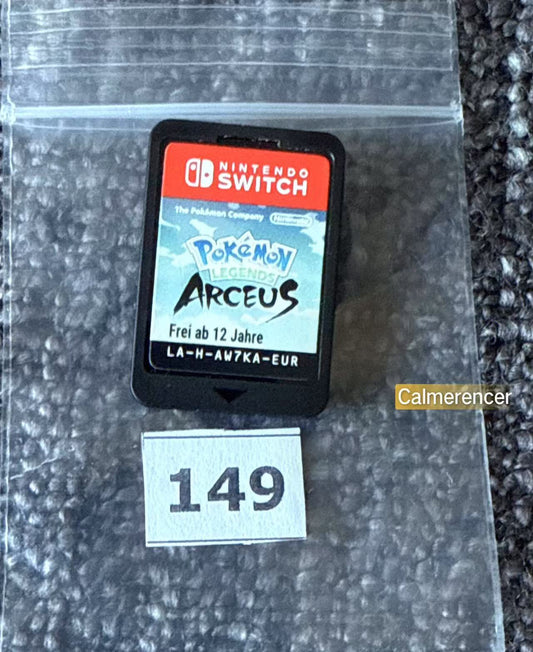 NINTENDO
SWITCH
The Pokémon Company Nintendo
POKéMON
LEGENDS
ARCEUS
Frei ab 12 Jahre
LA-H-AW7KA-EUR
Calmerencer
149